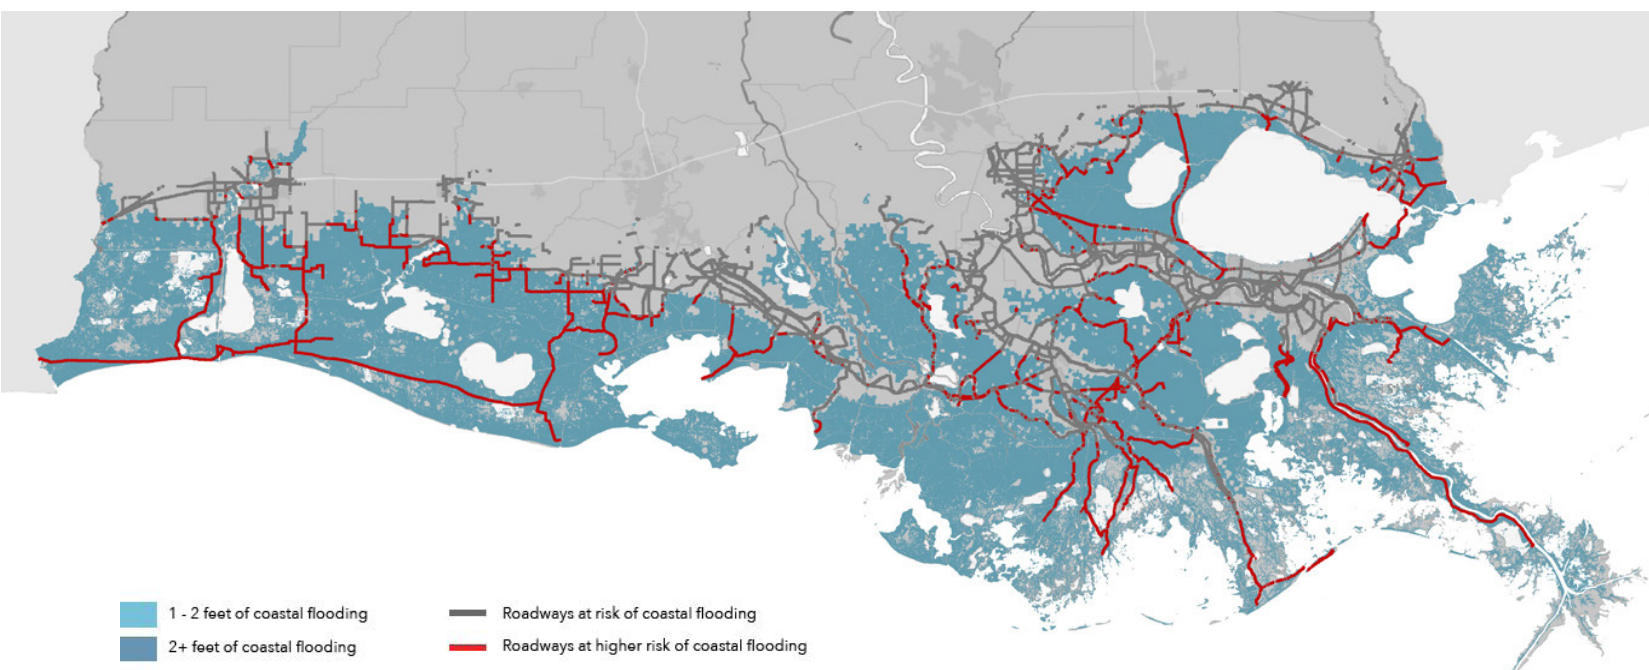 1 - 2 feet of coastal flooding
2+ feet of coastal flooding
Roadways at risk of coastal flooding
Roadways at higher risk of coastal flooding